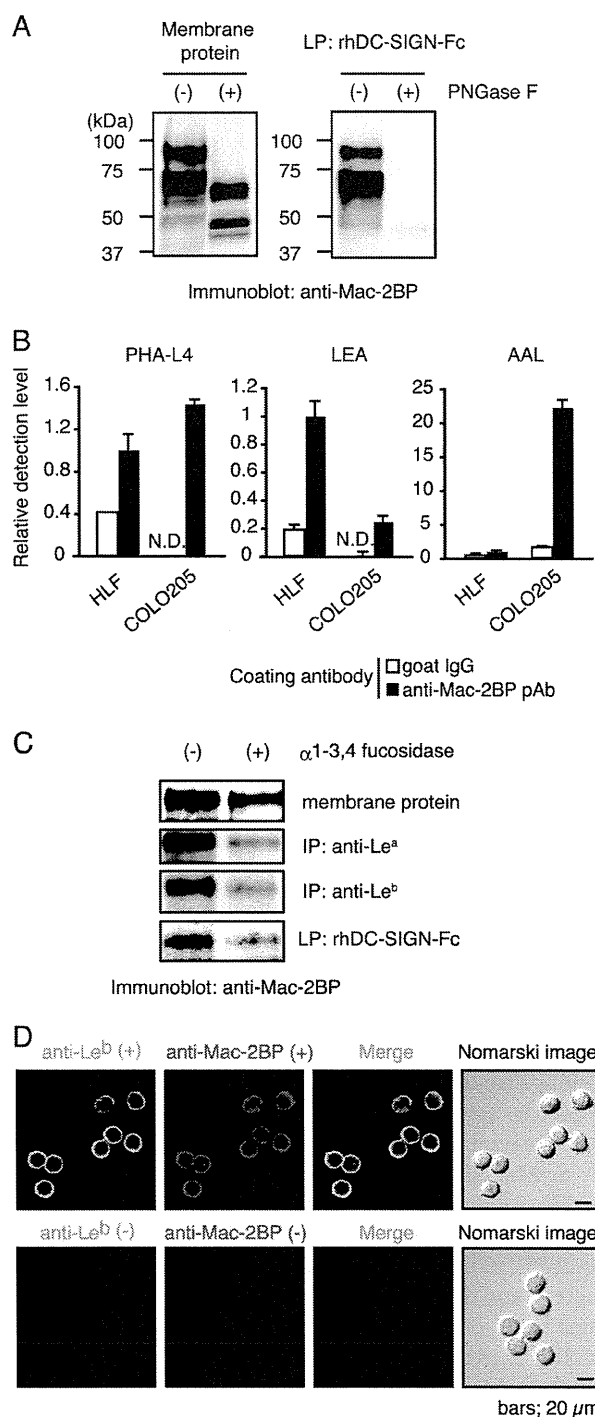 A
Membrane protein
LP: rhDC-SIGN-Fc
(-) (+) (-) (+) PNGase F
(kDa)
100 100
75 75
50 50
37 37
Immunoblot: anti-Mac-2BP
B
PHA-L4 LEA AAL
Relative detection level
1.6 1.2 25
1 20
1.2 0.8 15
0.8 0.6 10
0.4 0.4 5
0.2
0 0 0
N.D. N.D.
HLF COLO205 HLF COLO205 HLF COLO205
Coating antibody
goat IgG
anti-Mac-2BP pAb
C
(-) (+) α1-3,4 fucosidase
membrane protein
IP: anti-Leᵃ
IP: anti-Leᵇ
LP: rhDC-SIGN-Fc
Immunoblot: anti-Mac-2BP
D
anti-Leᵇ (+) anti-Mac-2BP (+) Merge Nomarski image
anti-Leᵇ (-) anti-Mac-2BP (-) Merge Nomarski image
bars; 20 µm